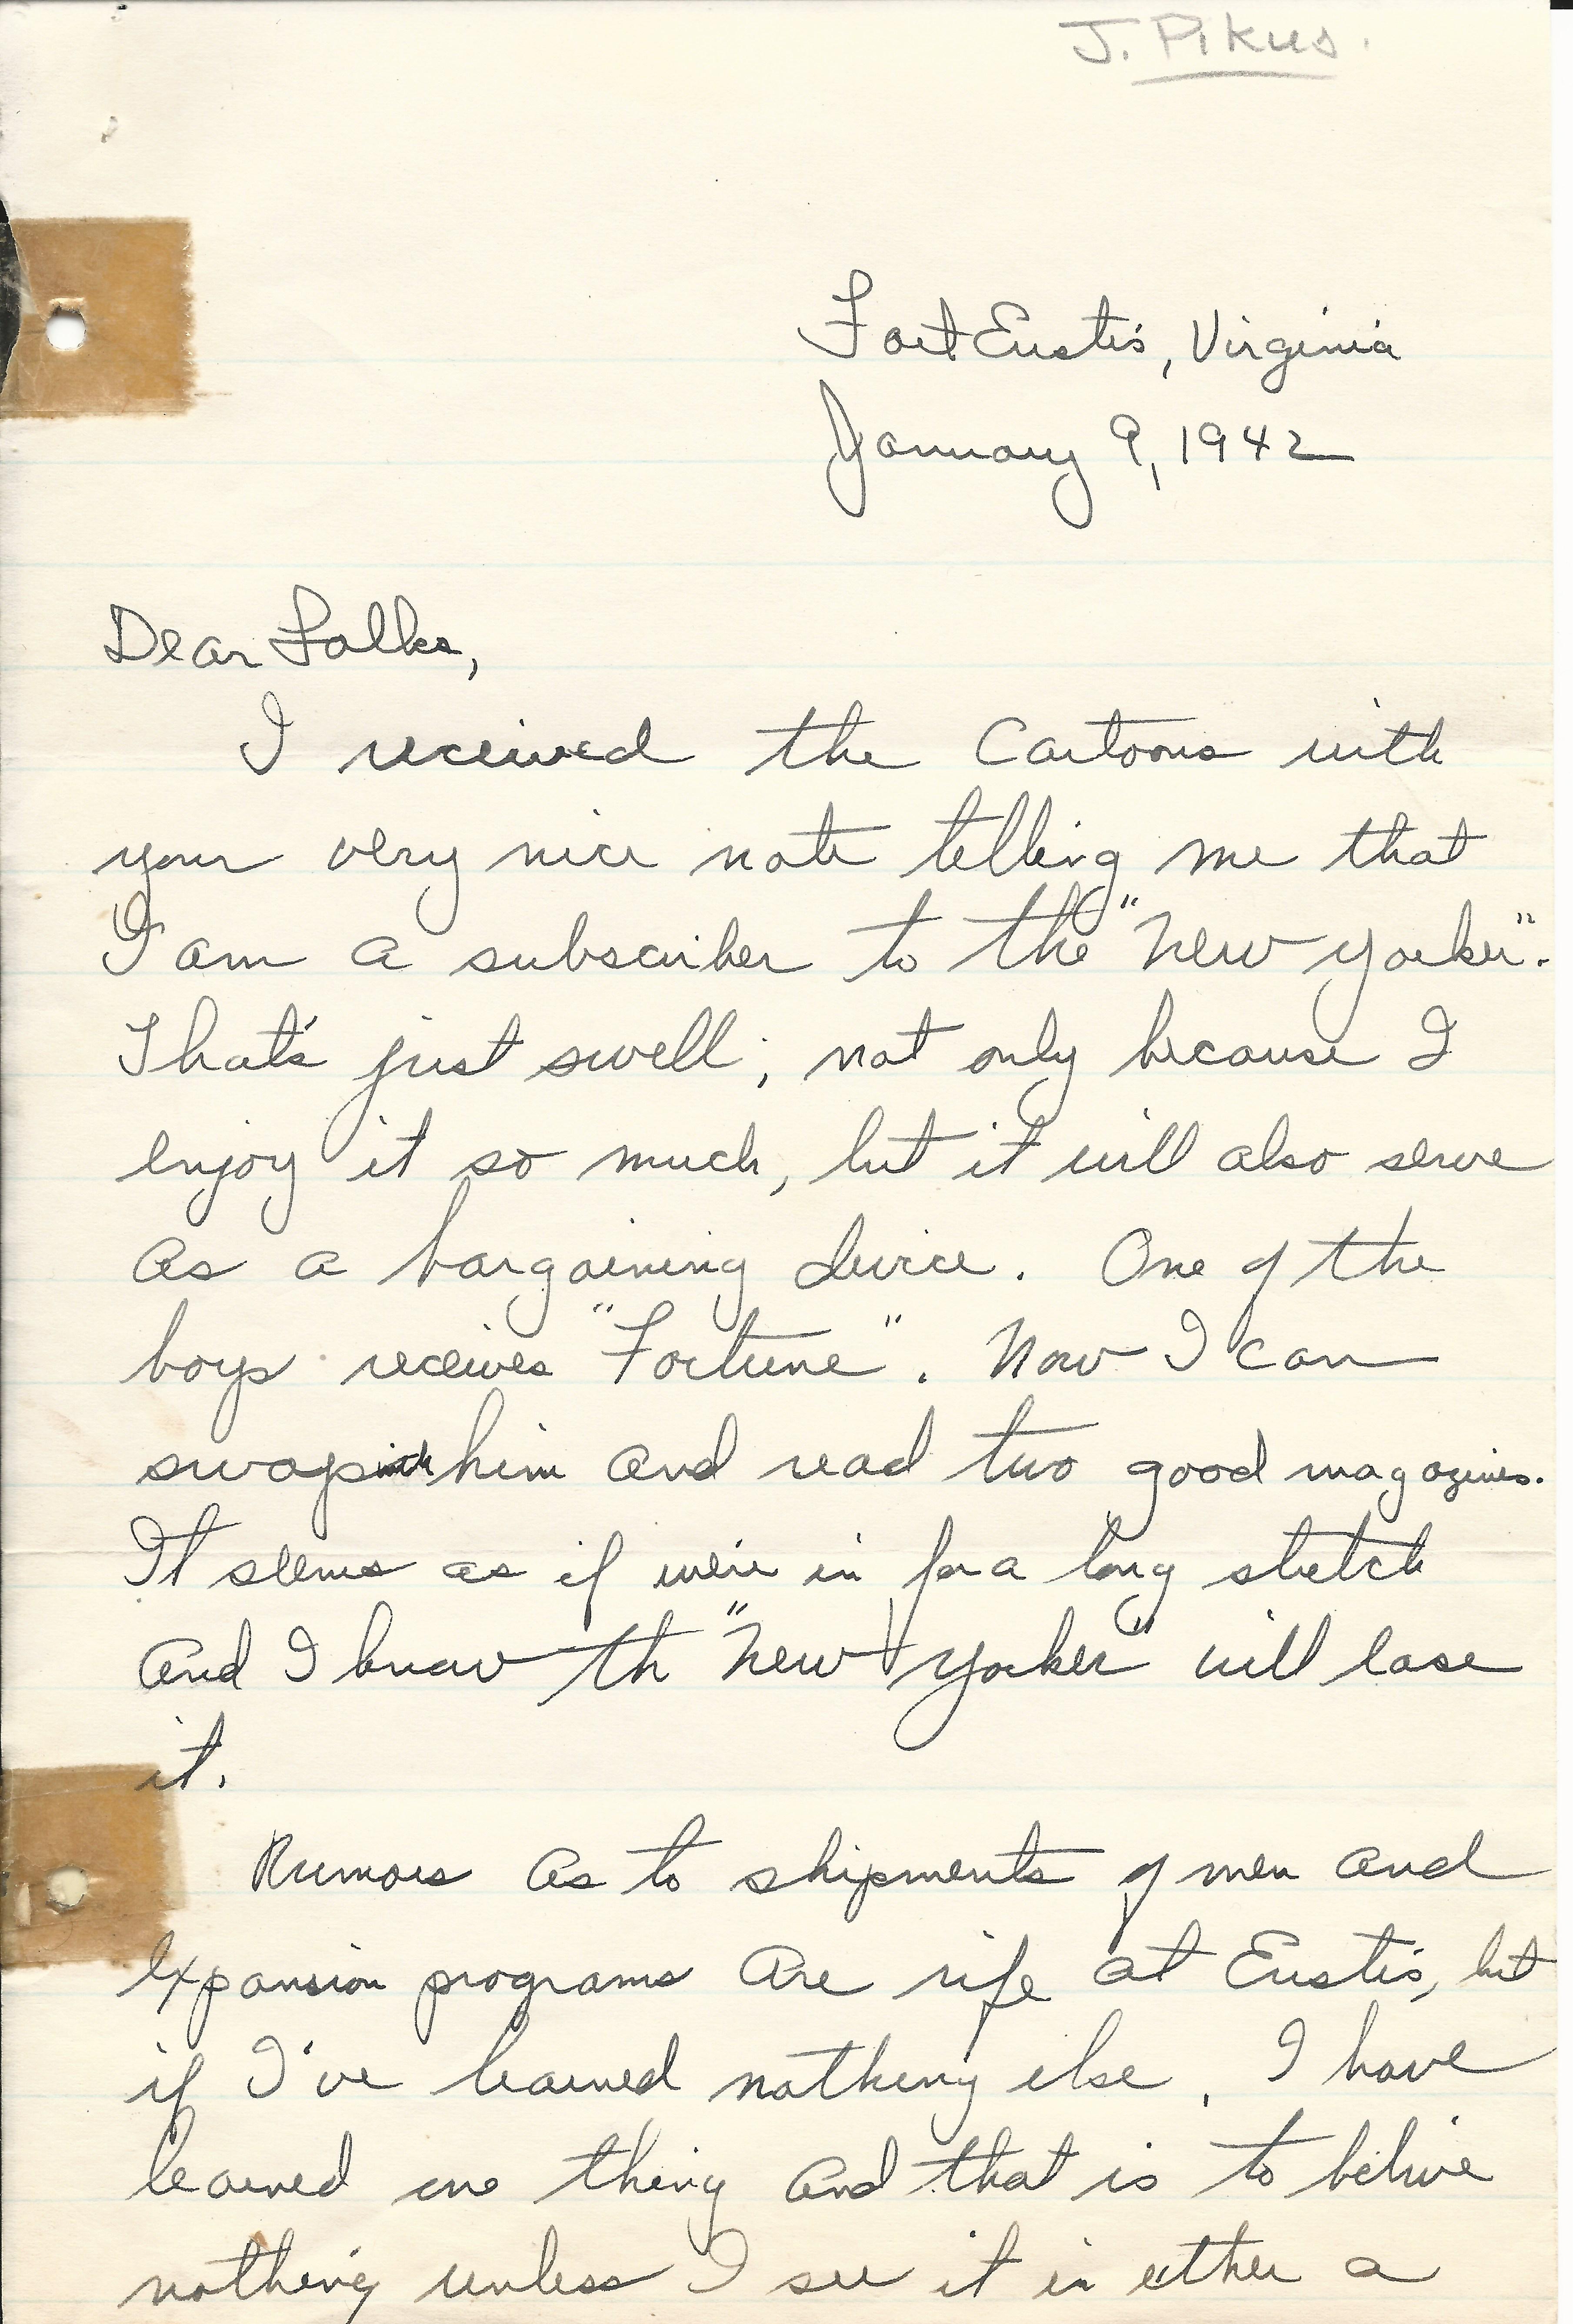 J. Pikus.
Fort Eustis, Virginia
January 9, 1942
Dear Folks,
I received the Cartoons with
your very nice note telling me that
I am a subscriber to the "New Yorker".
That's just swell; not only because I
enjoy it so much, but it will also serve
as a bargaining device. One of the
boys receives "Fortune". Now I can
swap with him and read two good magazines.
It seems as if we're in for a long stretch
and I know th "New Yorker" will ease
it.
Rumors as to shipments of men and
expansion programs are rife at Eustis, but
if I've learned nothing else, I have
learned one thing and that is to believe
nothing unless I see it in either a